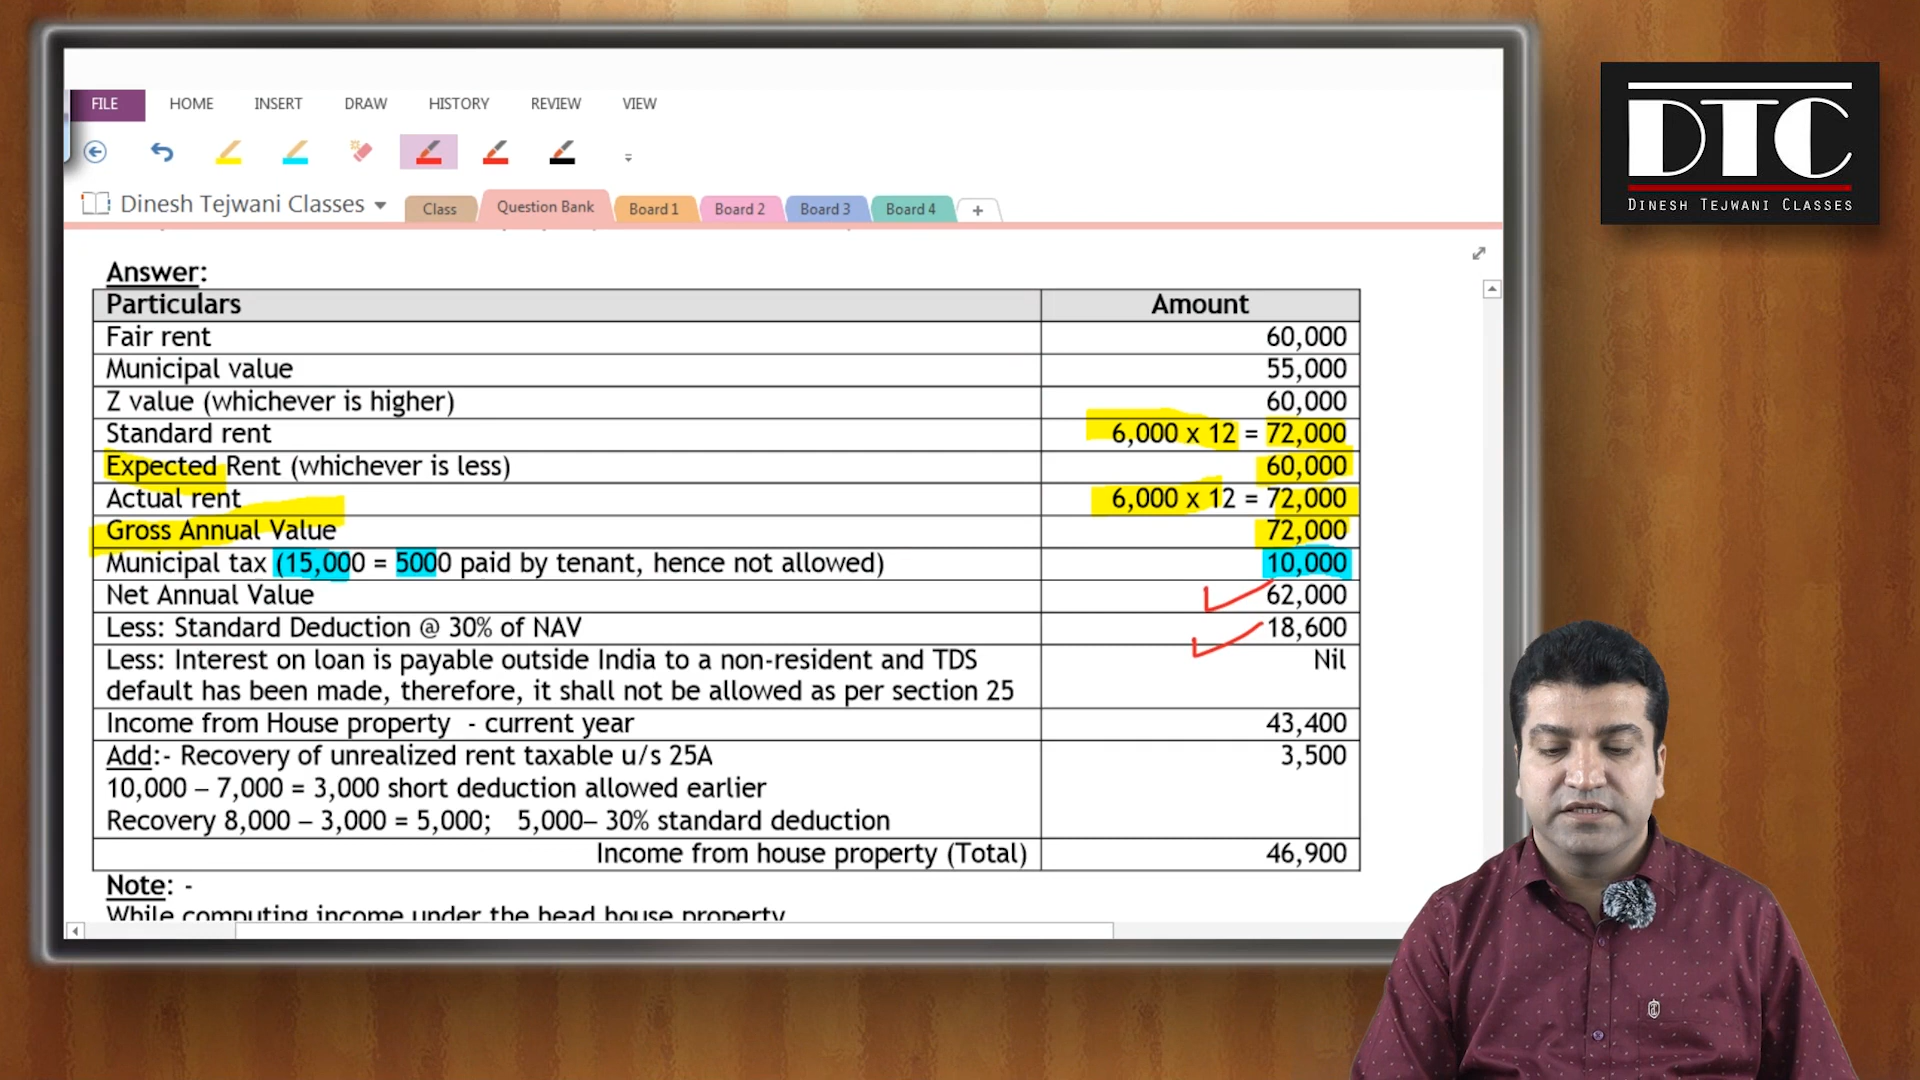 FILE HOME INSERT DRAW HISTORY REVIEW VIEW
Dinesh Tejwani Classes Class Question Bank Board 1 Board 2 Board 3 Board 4 +
DTC
DINESH TEJWANI CLASSES
Answer:
Particulars Amount
Fair rent 60,000
Municipal value 55,000
Z value (whichever is higher) 60,000
Standard rent 6,000 x 12 = 72,000
Expected Rent (whichever is less) 60,000
Actual rent 6,000 x 12 = 72,000
Gross Annual Value 72,000
Municipal tax (15,000 = 5000 paid by tenant, hence not allowed) 10,000
Net Annual Value 62,000
Less: Standard Deduction @ 30% of NAV 18,600
Less: Interest on loan is payable outside India to a non-resident and TDS Nil
default has been made, therefore, it shall not be allowed as per section 25
Income from House property - current year 43,400
Add:- Recovery of unrealized rent taxable u/s 25A 3,500
10,000 – 7,000 = 3,000 short deduction allowed earlier
Recovery 8,000 – 3,000 = 5,000; 5,000– 30% standard deduction
Income from house property (Total) 46,900
Note: -
While computing income under the head house property